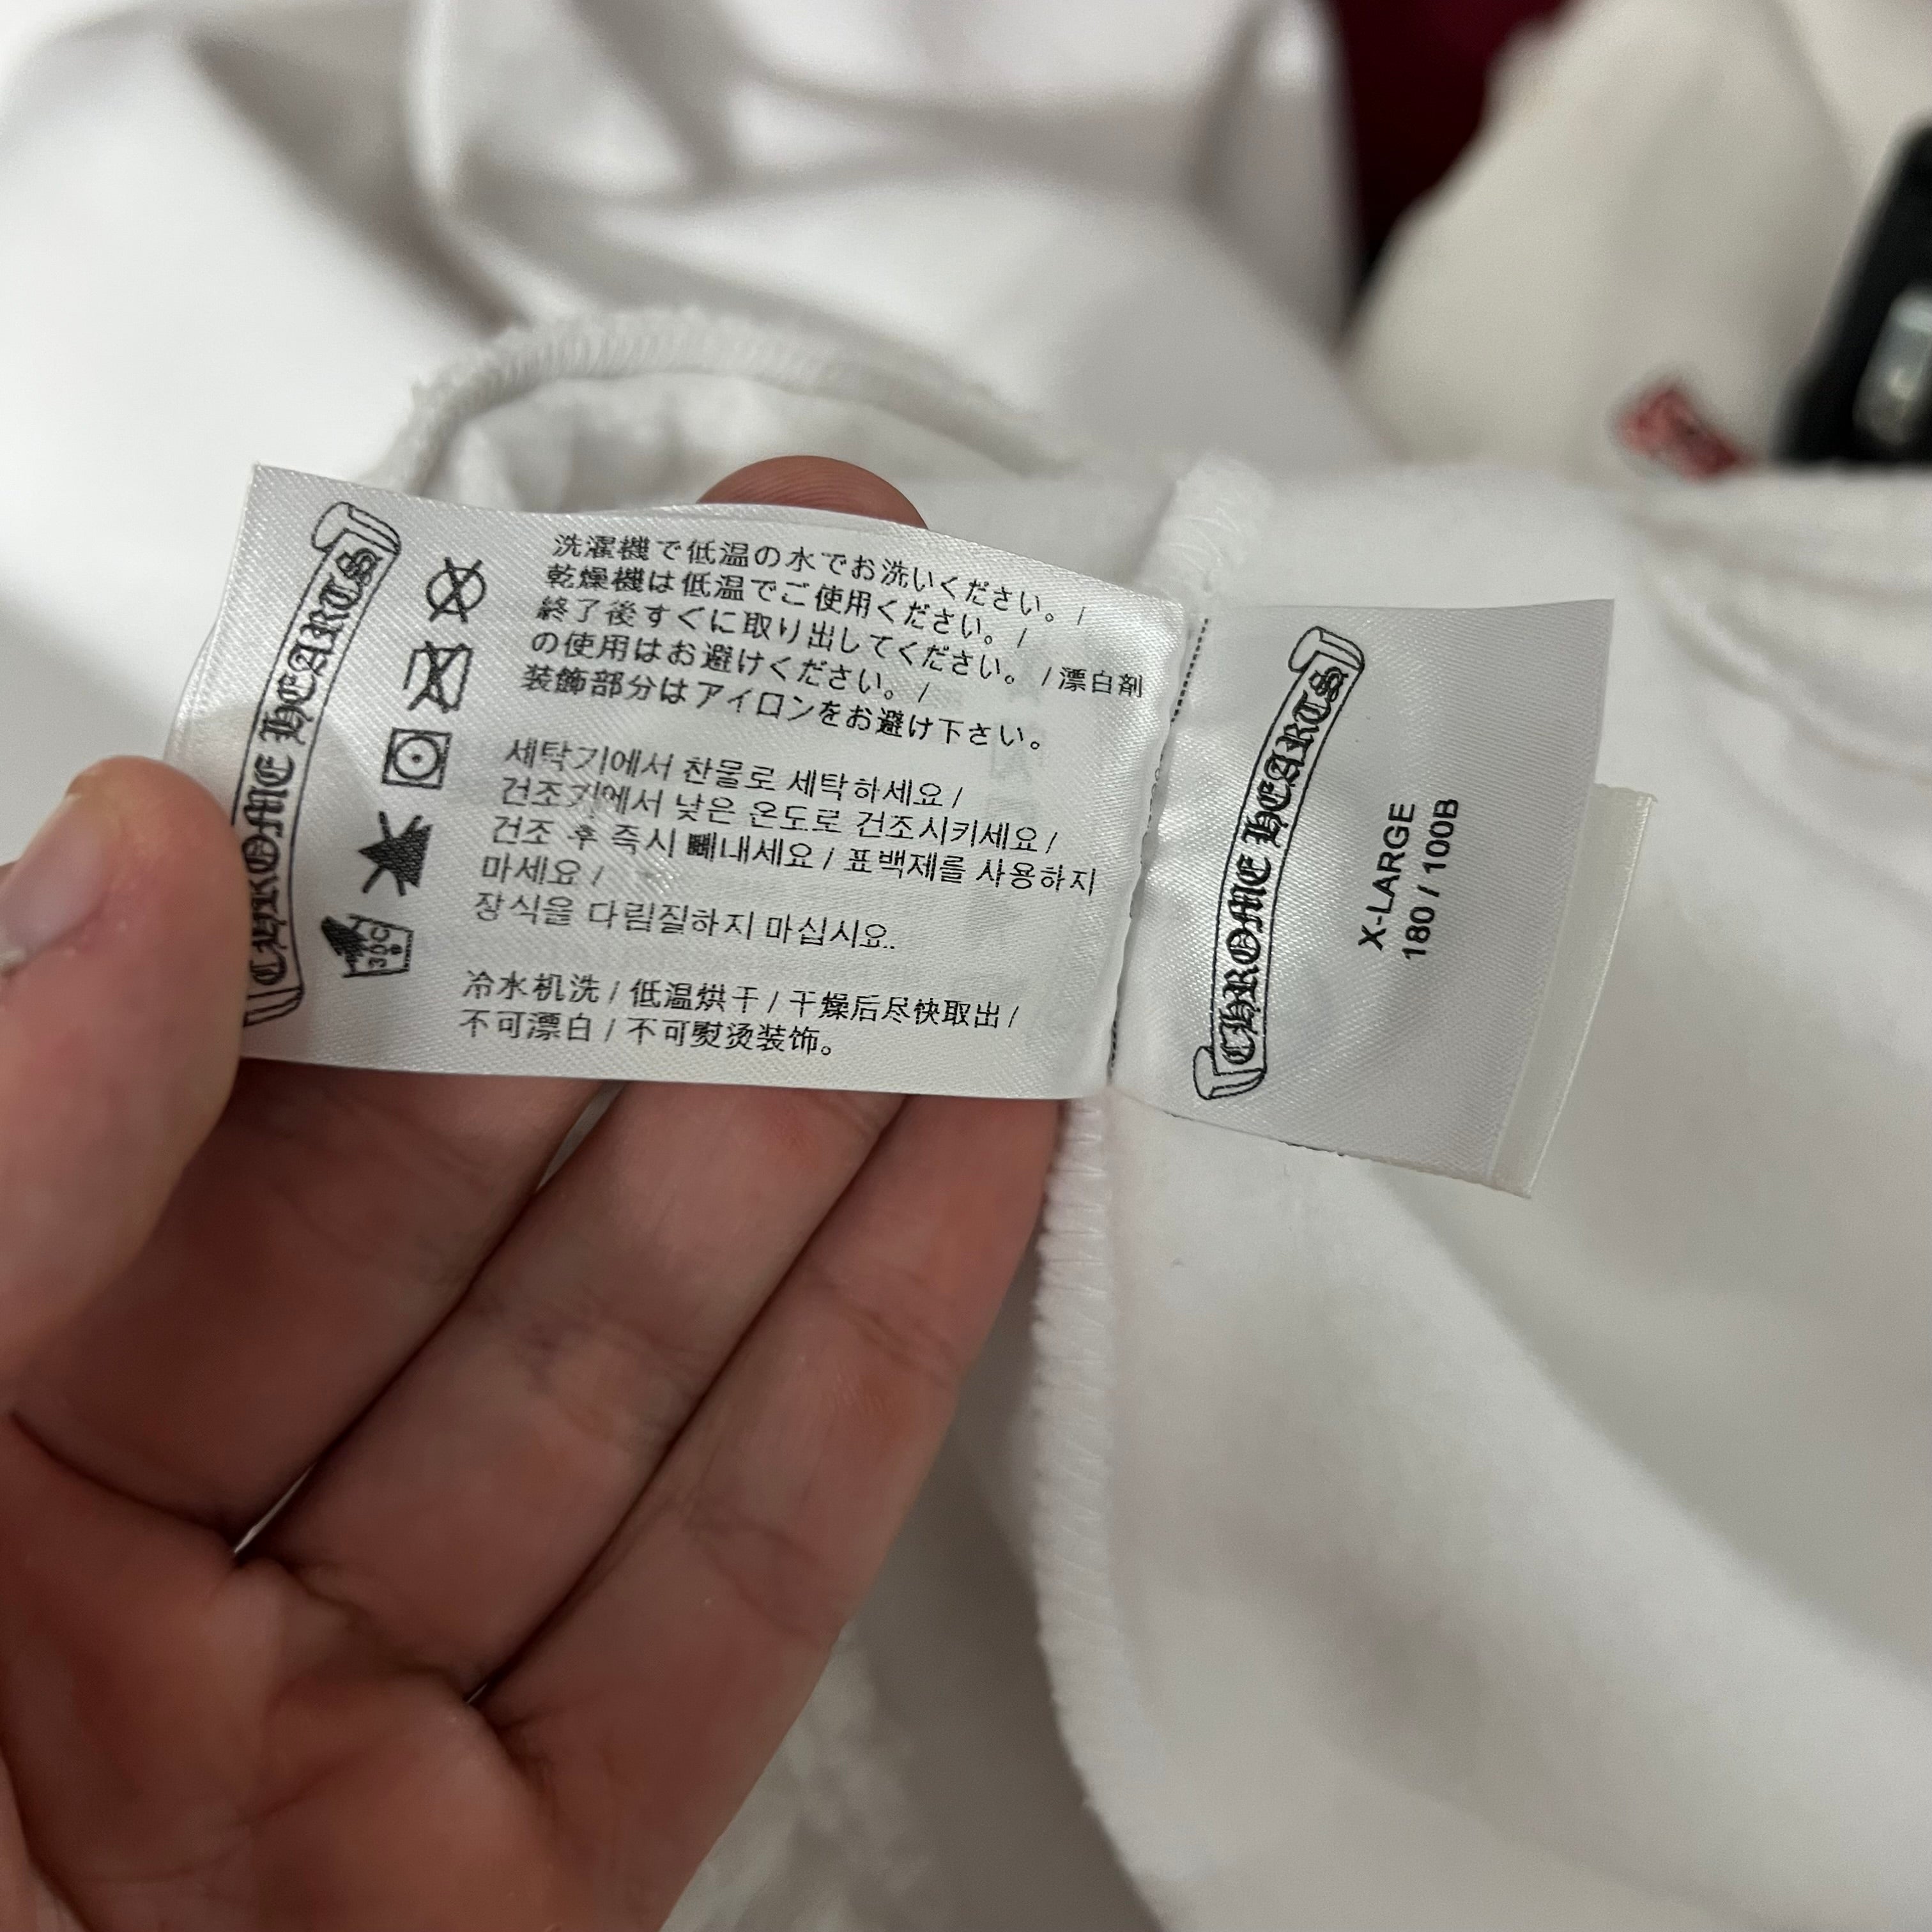 CHROME HEARTS
洗濯機で低温の水でお洗いください。/
乾燥機は低温でご使用ください。/
終了後すぐに取り出してください。/漂白剤
の使用はお避けください。/
装飾部分はアイロンをお避け下さい。
세탁기에서 찬물로 세탁하세요 /
건조기에서 낮은 온도로 건조시키세요 /
건조 후 즉시 빼내세요 / 표백제를 사용하지
마세요 /
장식을 다림질하지 마십시오.
冷水机洗 / 低温烘干 / 干燥后尽快取出 /
不可漂白 / 不可熨烫装饰。
30C
CHROME HEARTS
X-LARGE
180 / 100B